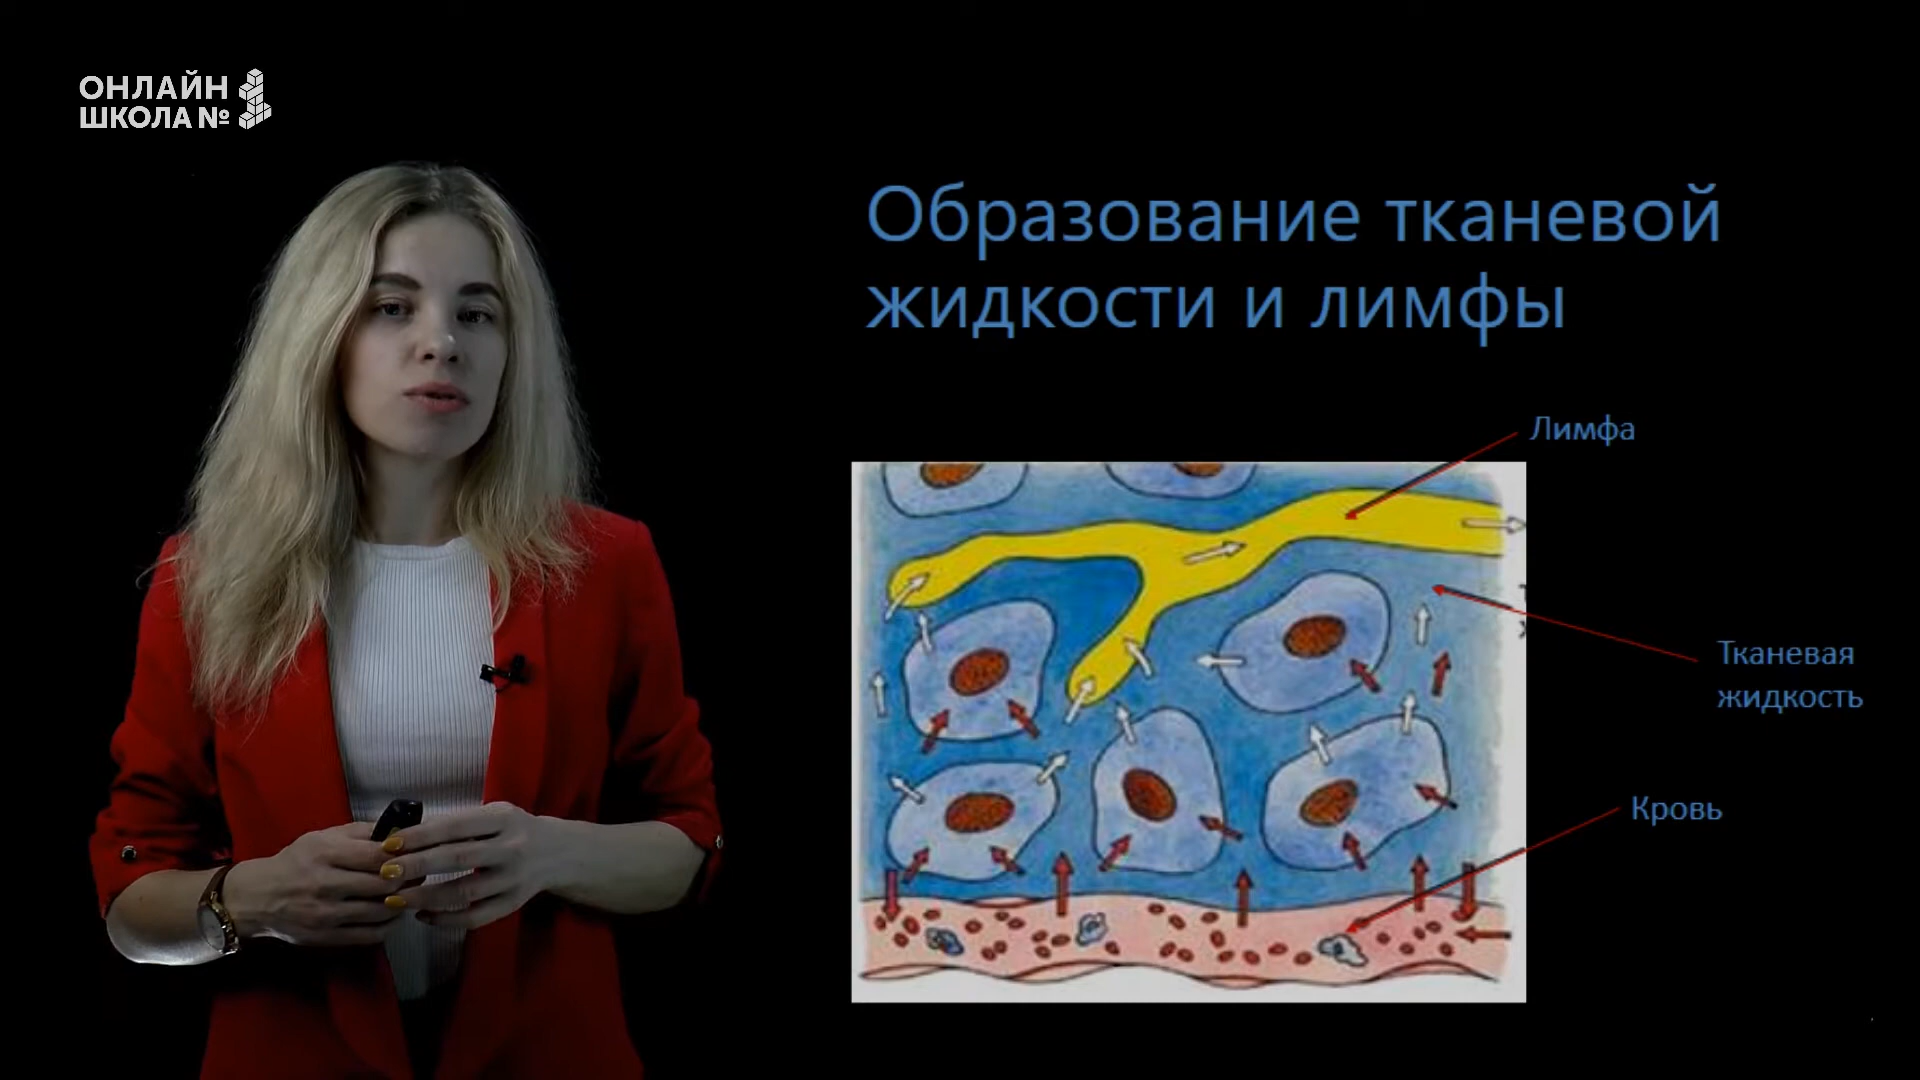 ОНЛАЙН
ШКОЛА №
Образование тканевой
жидкости и лимфы
Лимфа
Тканевая
жидкость
Кровь